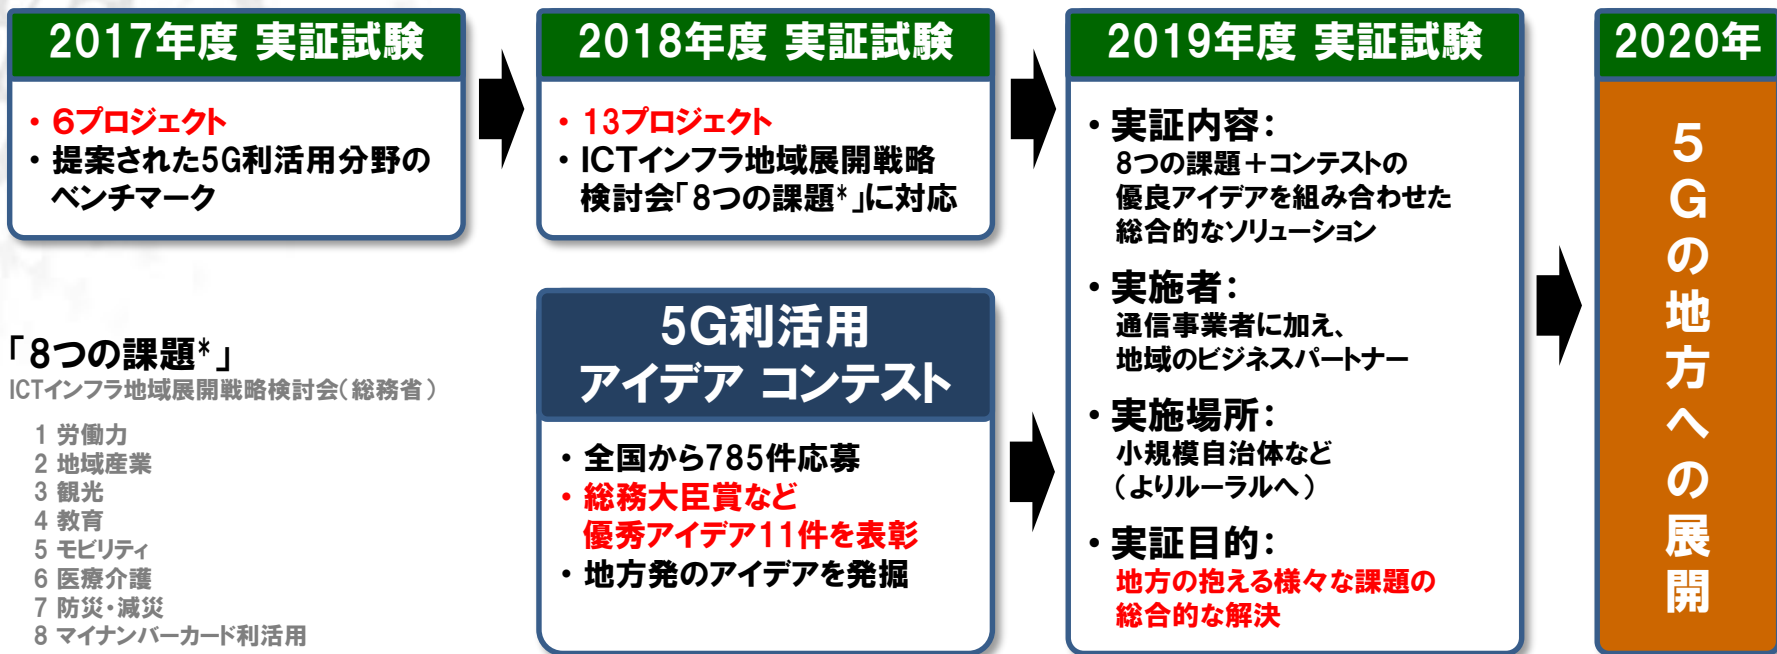 2017年度 実証試験
・6プロジェクト
・提案された5G利活用分野の
ベンチマーク
2018年度 実証試験
・13プロジェクト
・ICTインフラ地域展開戦略
検討会「8つの課題*」に対応
5G利活用
アイデア コンテスト
・全国から785件応募
・総務大臣賞など
優秀アイデア11件を表彰
・地方発のアイデアを発掘
2019年度 実証試験
・実証内容：
8つの課題＋コンテストの
優良アイデアを組み合わせた
総合的なソリューション
・実施者：
通信事業者に加え、
地域のビジネスパートナー
・実施場所：
小規模自治体など
（よりルーラルへ）
・実証目的：
地方の抱える様々な課題の
総合的な解決
2020年
5Gの地方への展開
「8つの課題*」
ICTインフラ地域展開戦略検討会（総務省）
1 労働力
2 地域産業
3 観光
4 教育
5 モビリティ
6 医療介護
7 防災・減災
8 マイナンバーカード利活用